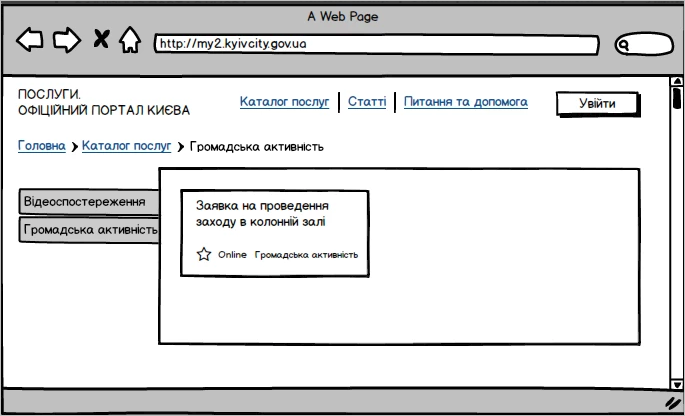 A Web Page
http://my2.kyivcity.gov.ua
ПОСЛУГИ.
ОФІЦІЙНИЙ ПОРТАЛ КИЄВА
Каталог послуг Статті Питання та допомога Увійти
Головна Каталог послуг Громадська активність
Відеоспостереження
Громадська активність
Заявка на проведення
заходу в колонній залі
Online Громадська активність